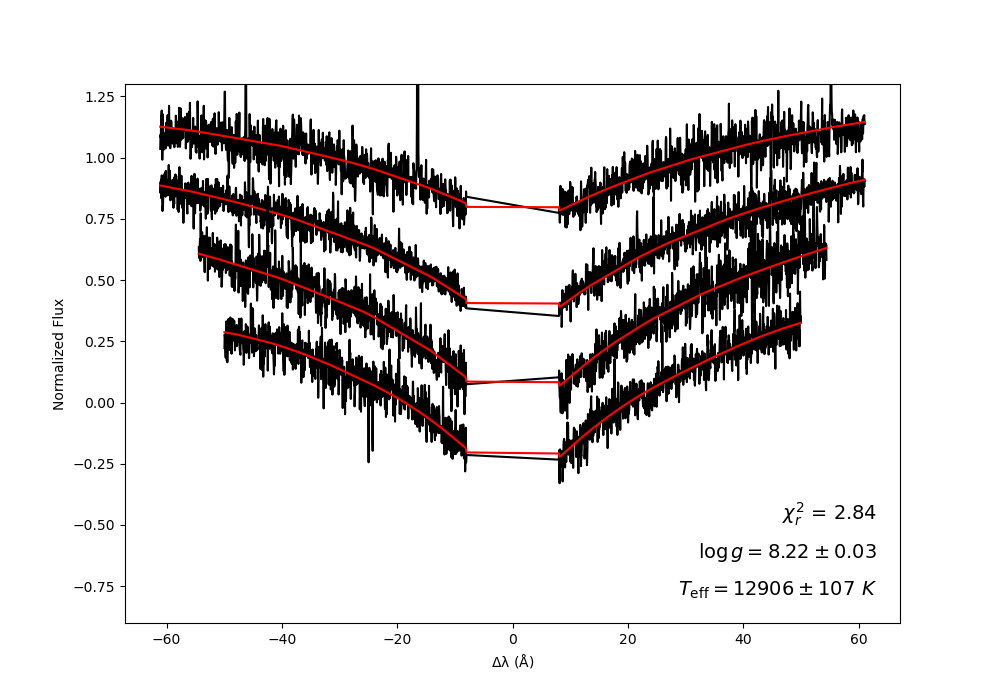 1.25
1.00
0.75
0.50
0.25
0.00
−0.25
−0.50
−0.75
Normalized Flux
χ_r^2 = 2.84
log g = 8.22 ± 0.03
T_eff = 12906 ± 107 K
−60 −40 −20 0 20 40 60
Δλ (Å)